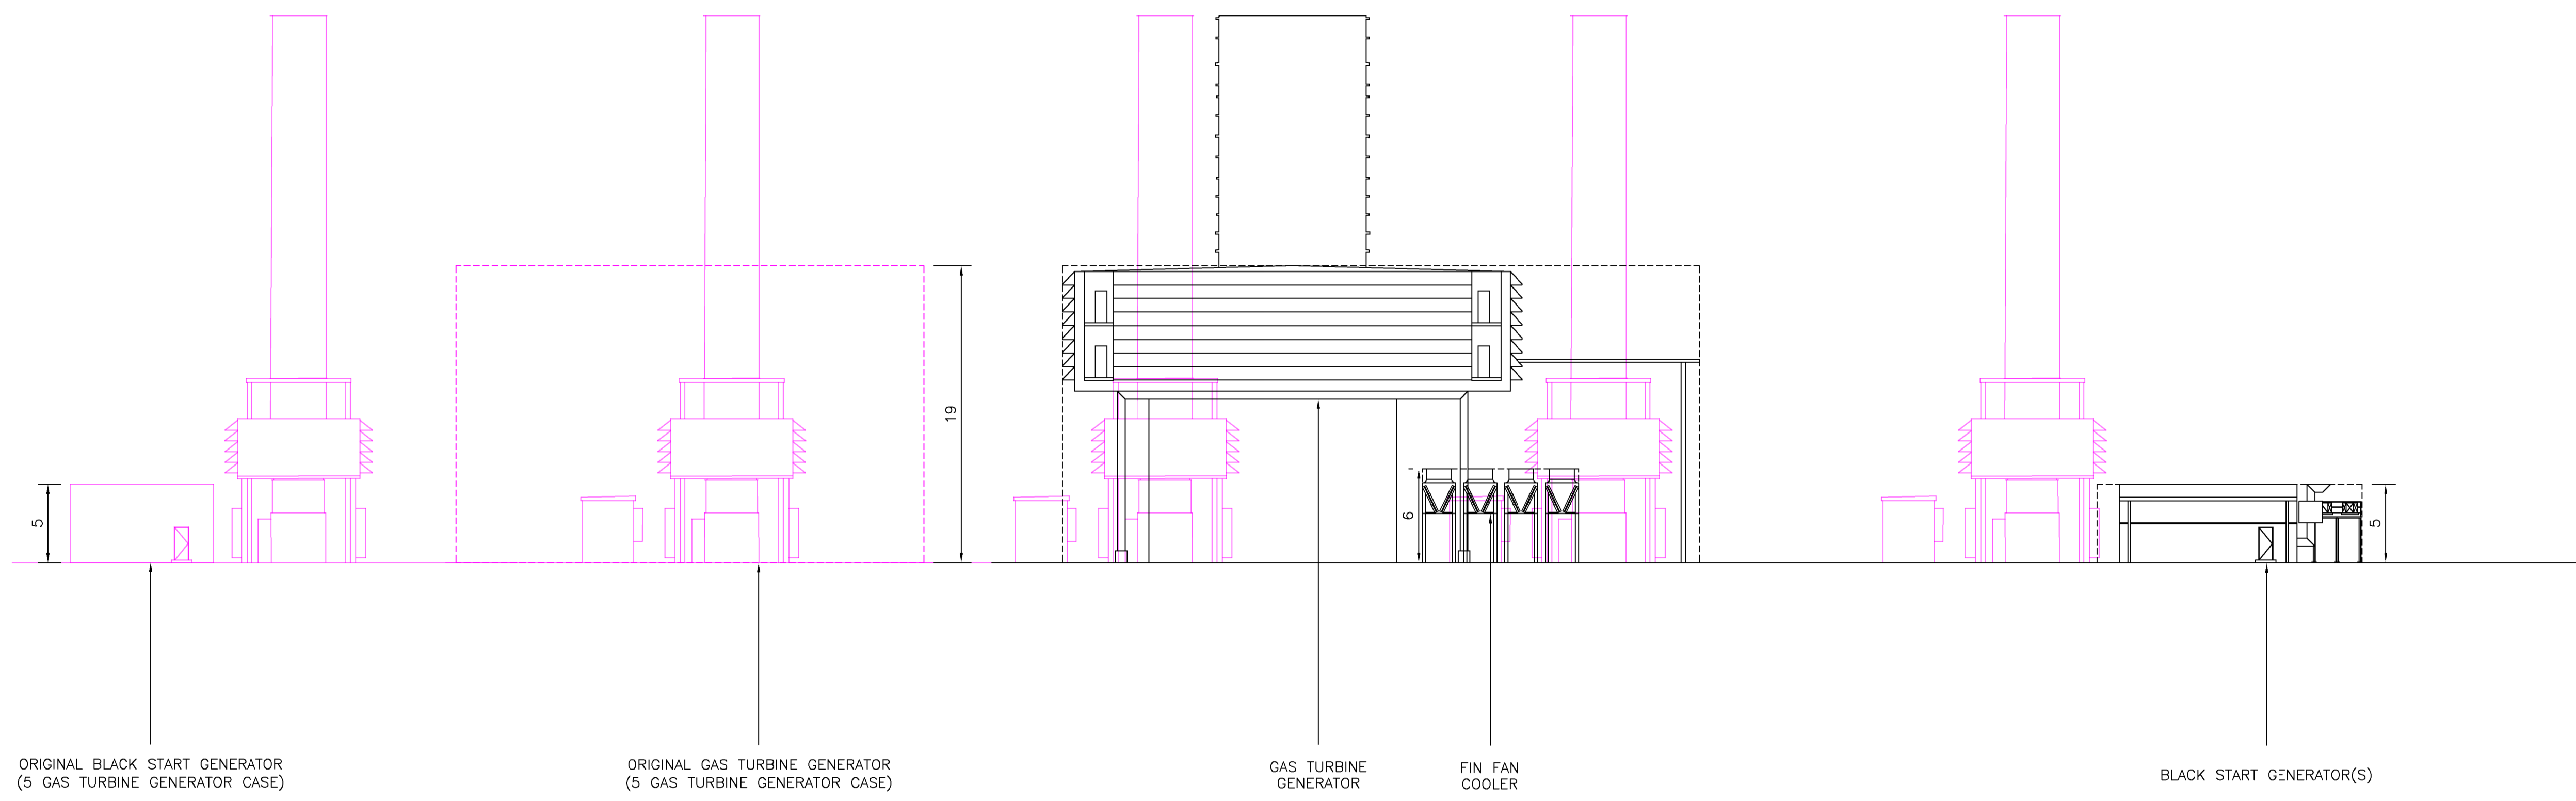 19
5
6
5
ORIGINAL BLACK START GENERATOR
(5 GAS TURBINE GENERATOR CASE)
ORIGINAL GAS TURBINE GENERATOR
(5 GAS TURBINE GENERATOR CASE)
GAS TURBINE
GENERATOR
FIN FAN
COOLER
BLACK START GENERATOR(S)